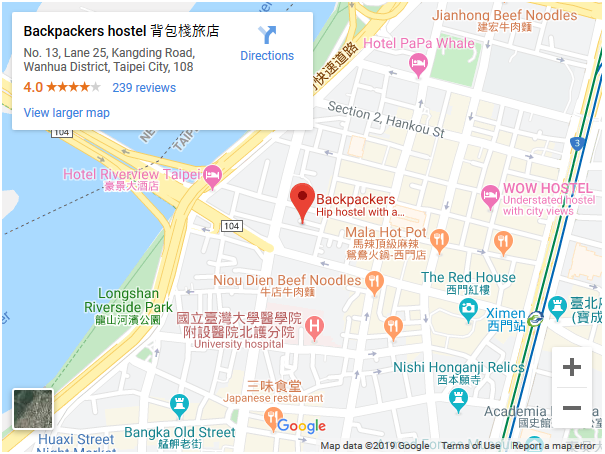 Backpackers hostel 背包棧旅店
No. 13, Lane 25, Kangding Road,
Wanhua District, Taipei City, 108
4.0
239 reviews
View larger map
Directions
Jianhong Beef Noodles
建宏牛肉麵
Hotel PaPa Whale
快速道路
Section 2, Hankou St
104
NE
TAIP
3
Hotel Riverview Taipei
豪景大酒店
WOW HOSTEL
Understated hostel
with city views
Backpackers
Hip hostel with a...
104
Mala Hot Pot
馬辣頂級麻辣
鴛鴦火鍋-西門店
Niou Dien Beef Noodles
牛店牛肉麵
The Red House
西門紅樓
Longshan
Riverside Park
龍山河濱公園
Ximen
西門站
臺北
(寶成
國立臺灣大學醫學院
附設醫院北護分院
University hospital
Nishi Honganji Relics
西本願寺
三味食堂
Japanese restaurant
Academia
國史館
Bangka Old Street
艋舺老街
Google
Huaxi Street
Night Market
Map data ©2019 Google
Terms of Use
Report a map error